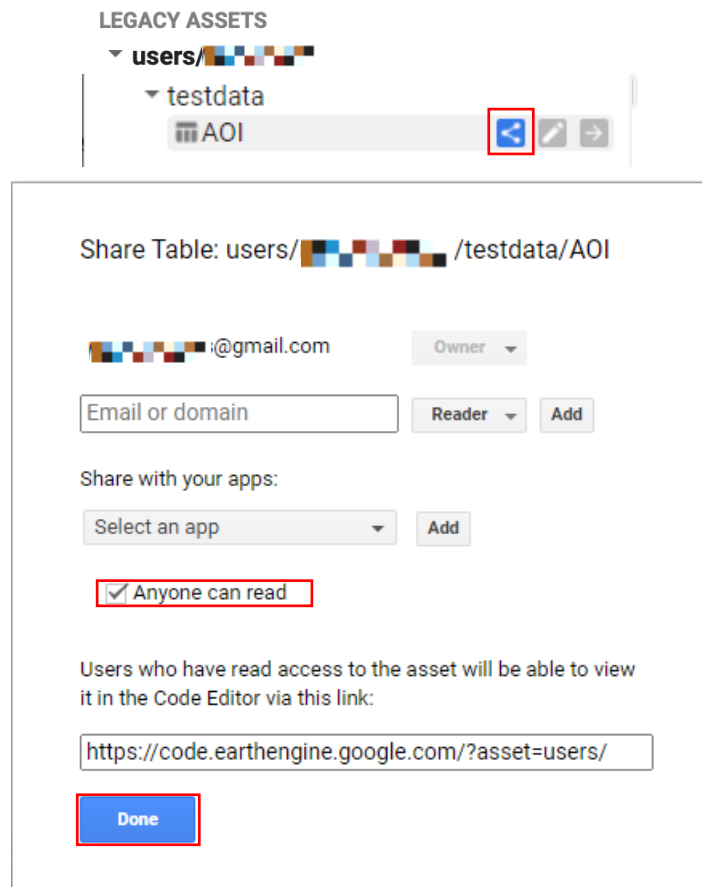 LEGACY ASSETS
users/
testdata
AOI
Share Table: users/ /testdata/AOI
@gmail.com Owner
Email or domain Reader Add
Share with your apps:
Select an app Add
Anyone can read
Users who have read access to the asset will be able to view
it in the Code Editor via this link:
https://code.earthengine.google.com/?asset=users/
Done